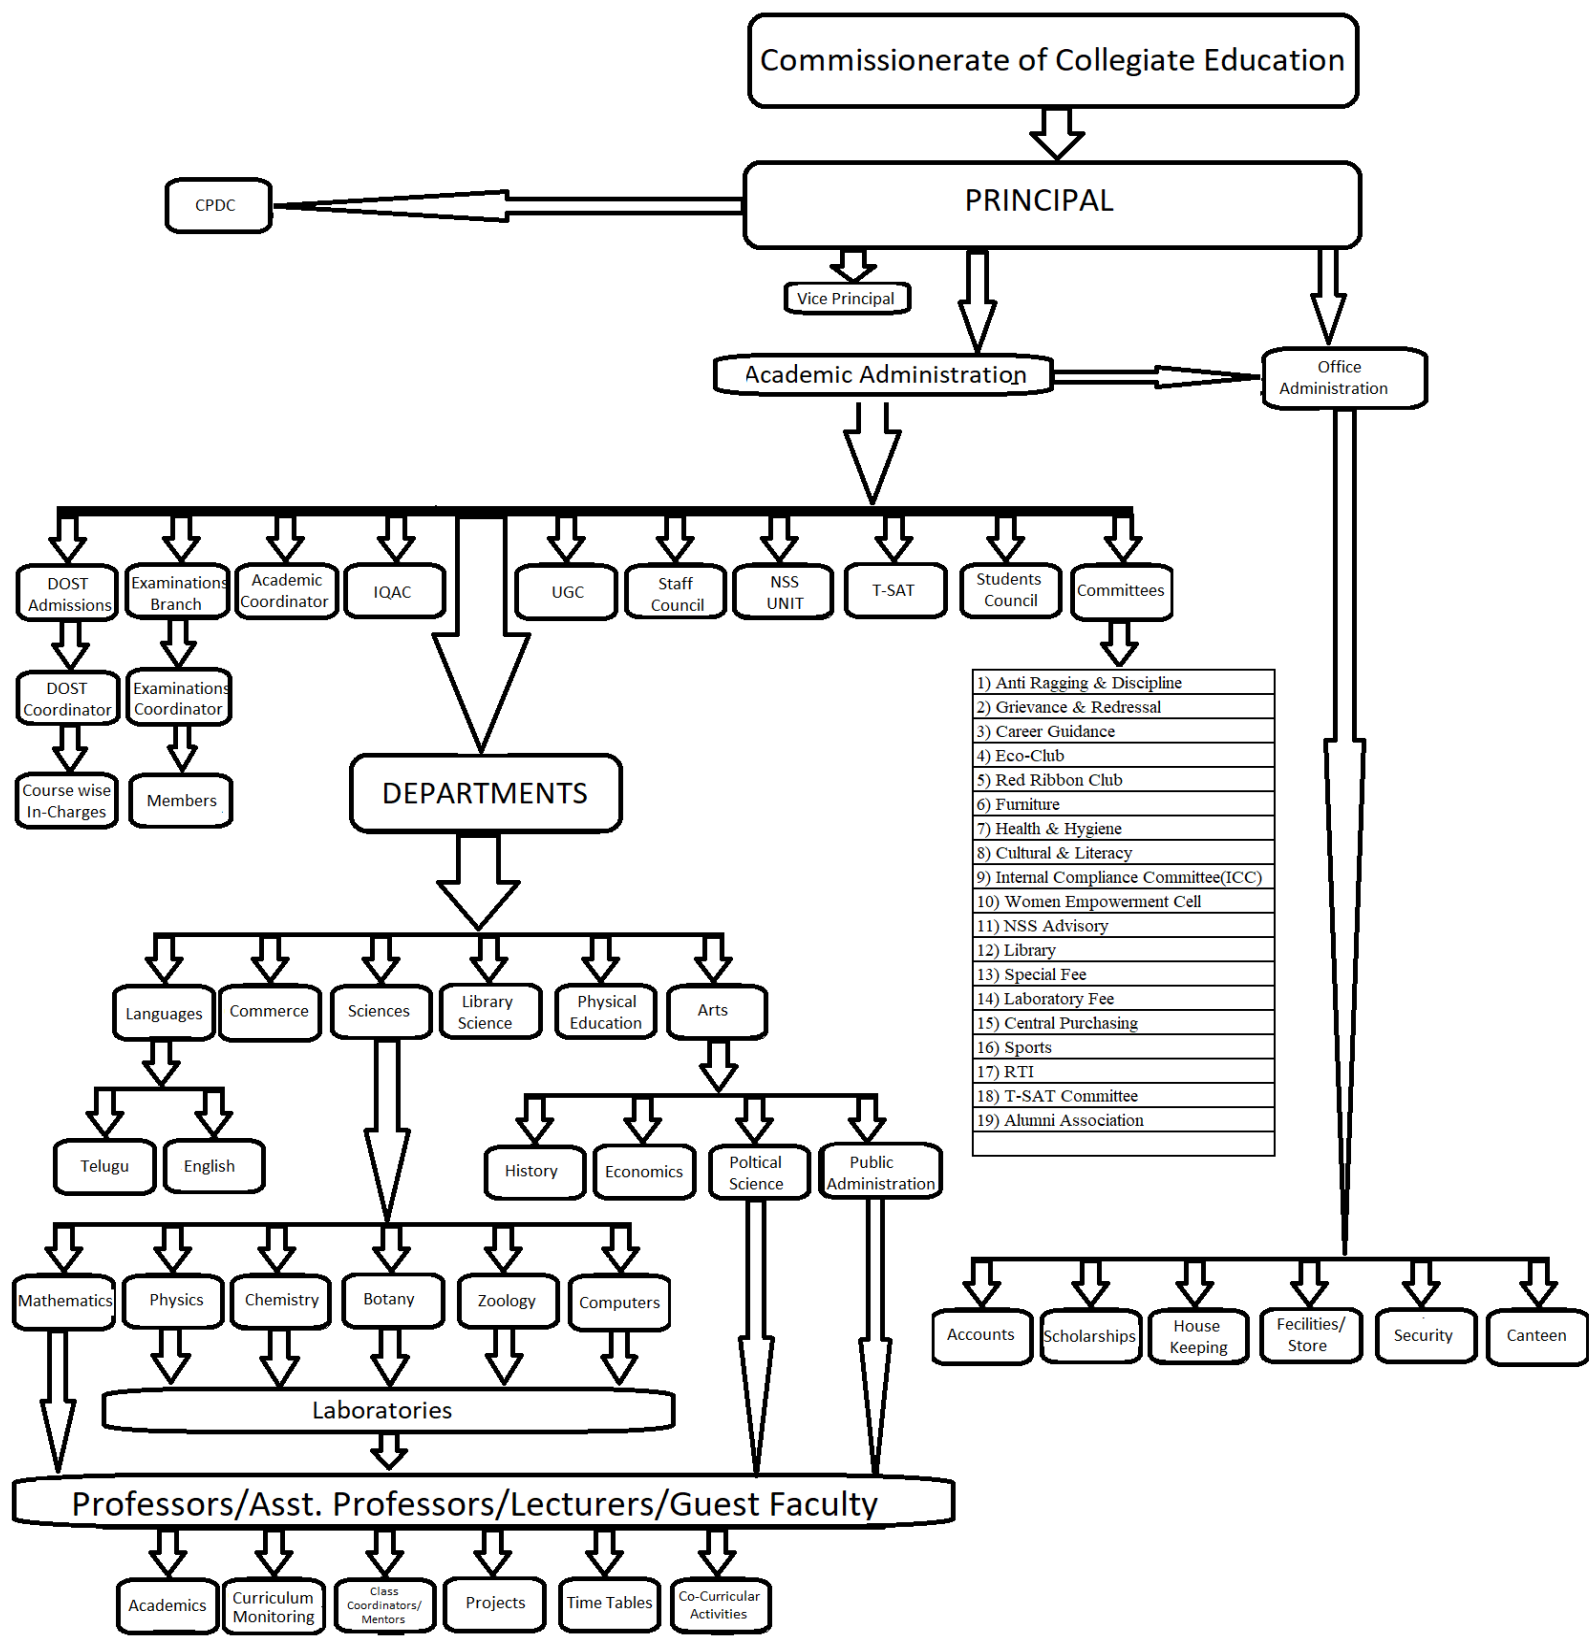 Commissionerate of Collegiate Education
PRINCIPAL
CPDC
Vice Principal
Academic Administration
Office
Administration
DOST
Admissions
Examinations
Branch
Academic
Coordinator
IQAC
UGC
Staff
Council
NSS
UNIT
T-SAT
Students
Council
Committees
DOST
Coordinator
Examinations
Coordinator
Course wise
In-Charges
Members
1) Anti Ragging & Discipline
2) Grievance & Redressal
3) Career Guidance
4) Eco-Club
5) Red Ribbon Club
6) Furniture
7) Health & Hygiene
8) Cultural & Literacy
9) Internal Compliance Committee(ICC)
10) Women Empowerment Cell
11) NSS Advisory
12) Library
13) Special Fee
14) Laboratory Fee
15) Central Purchasing
16) Sports
17) RTI
18) T-SAT Committee
19) Alumni Association
DEPARTMENTS
Languages
Commerce
Sciences
Library
Science
Physical
Education
Arts
Telugu
English
History
Economics
Poltical
Science
Public
Administration
Mathematics
Physics
Chemistry
Botany
Zoology
Computers
Accounts
Scholarships
House
Keeping
Fecilities/
Store
Security
Canteen
Laboratories
Professors/Asst. Professors/Lecturers/Guest Faculty
Academics
Curriculum
Monitoring
Class
Coordinators/
Mentors
Projects
Time Tables
Co-Curricular
Activities